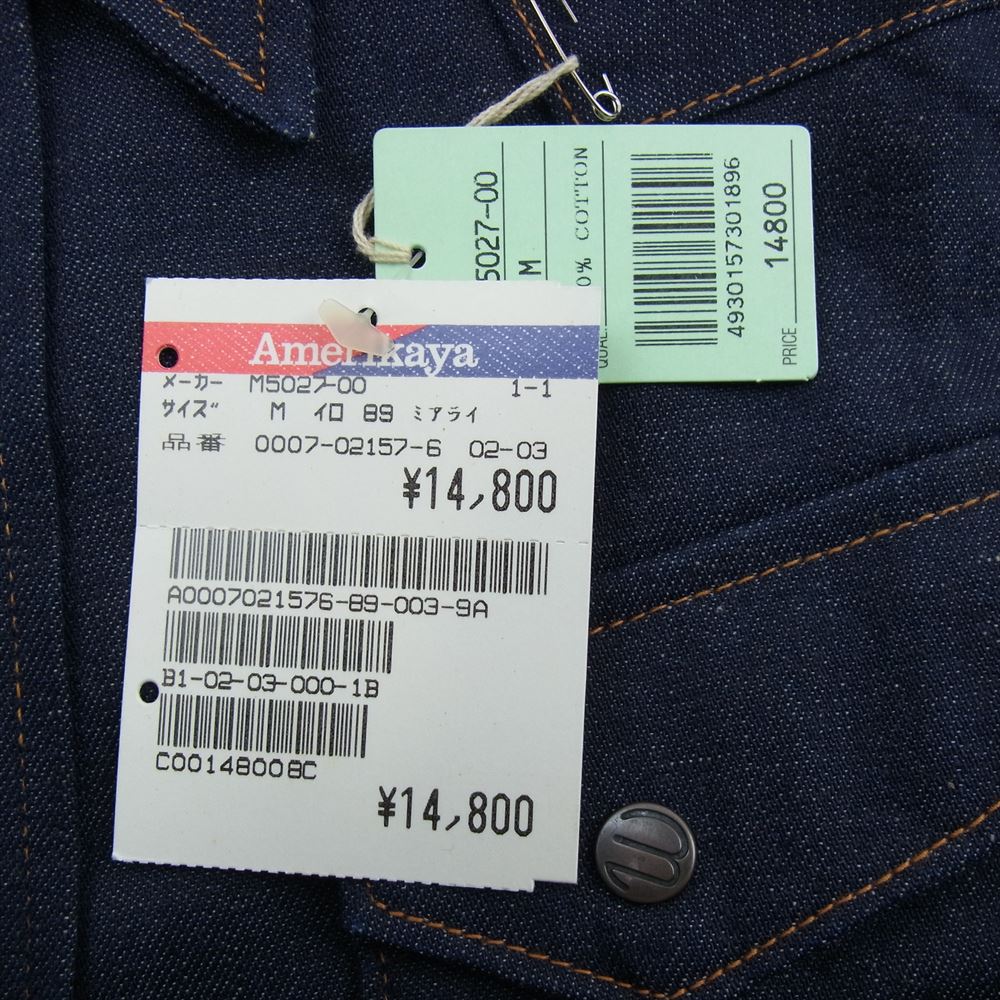 Amerikaya
メーカー M5027-00 1-1
サイズ M イロ 89 ミアライ
品番 0007-02157-6 02-03
¥14,800
A0007021576-89-003-9A
B1-02-03-000-1B
C00148008C
¥14,800
5027-00
M
0% COTTON
QUAL.
4930157301896
PRICE 14800